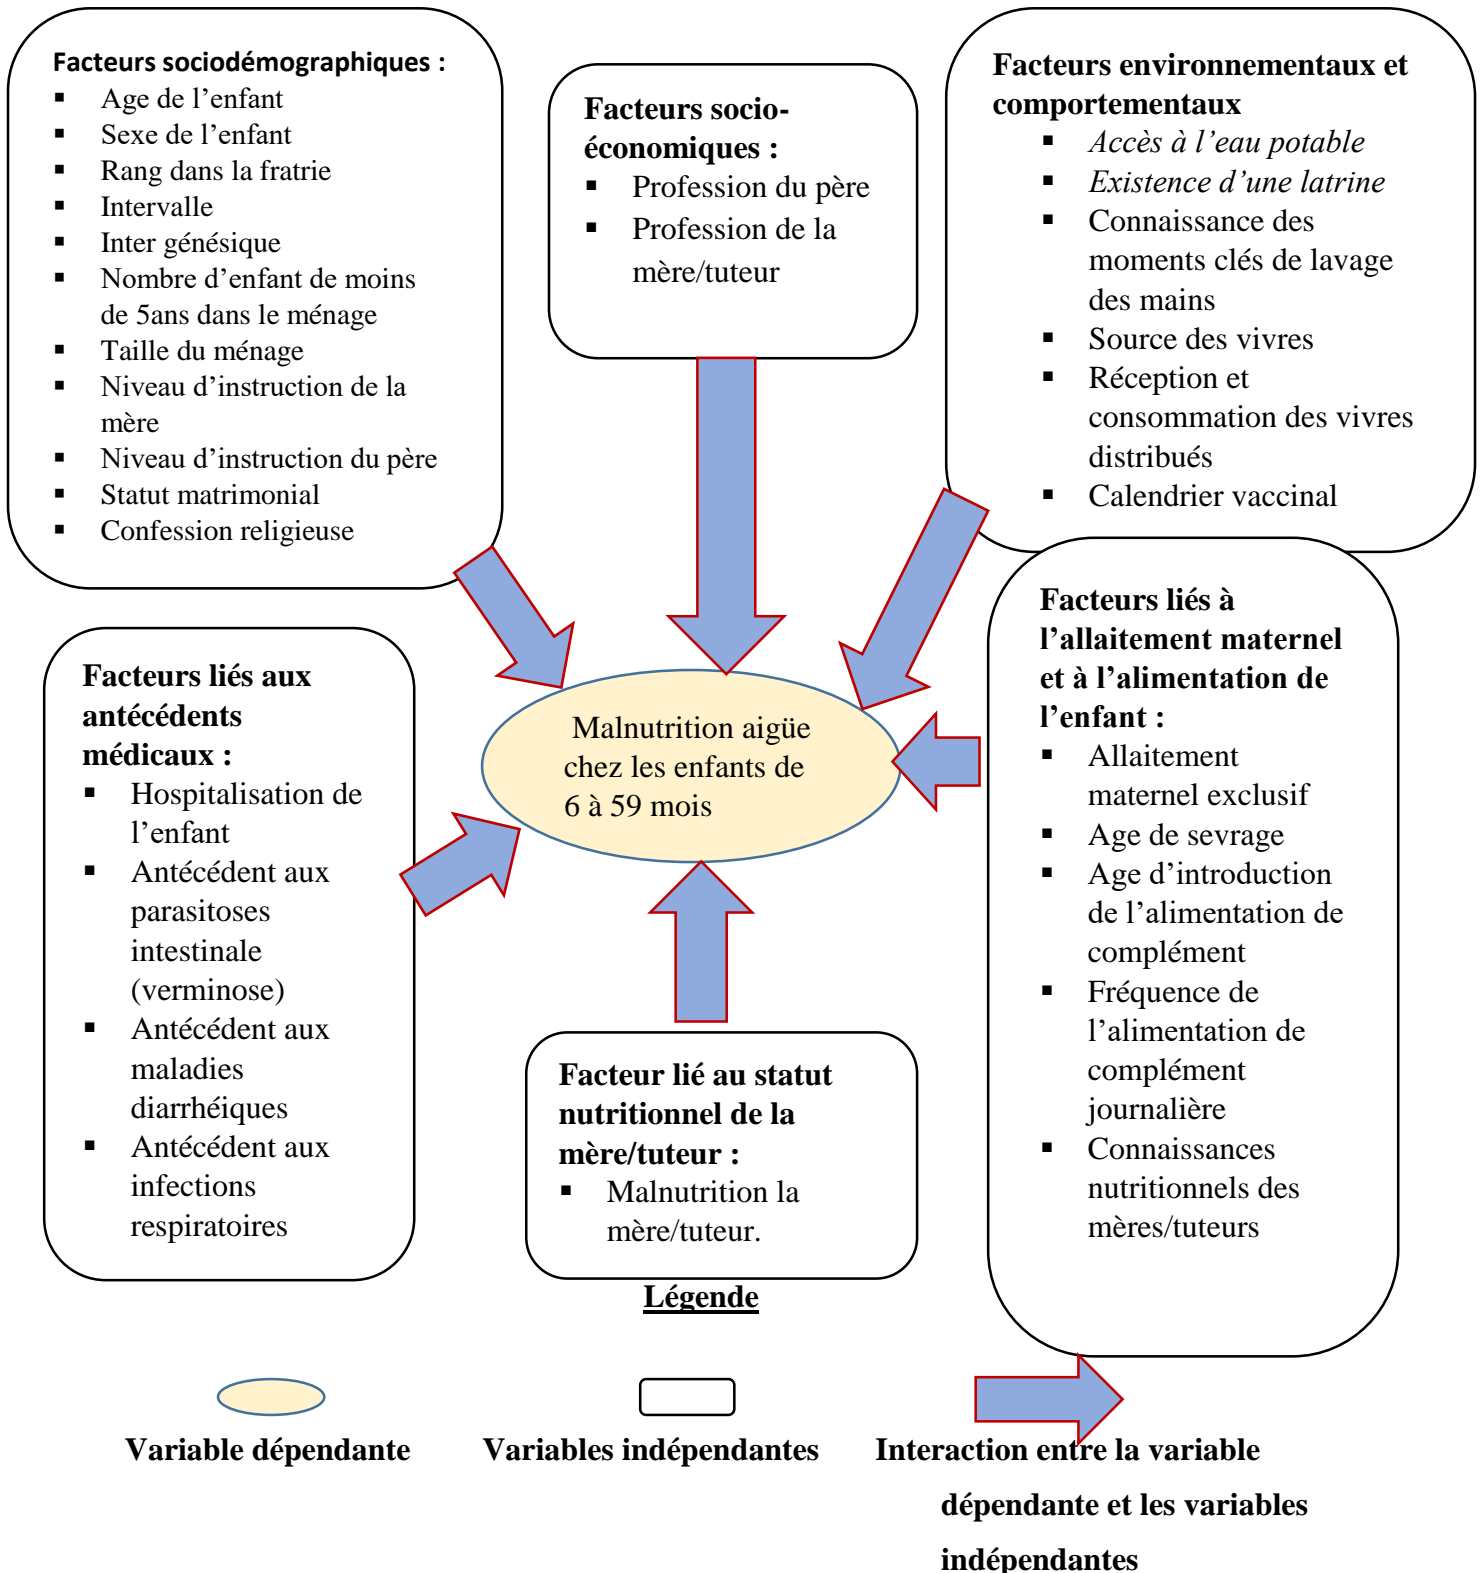 Facteurs sociodémographiques :
▪ Age de l’enfant
▪ Sexe de l’enfant
▪ Rang dans la fratrie
▪ Intervalle
▪ Inter génésique
▪ Nombre d’enfant de moins
de 5ans dans le ménage
▪ Taille du ménage
▪ Niveau d’instruction de la
mère
▪ Niveau d’instruction du père
▪ Statut matrimonial
▪ Confession religieuse
Facteurs socio-
économiques :
▪ Profession du père
▪ Profession de la
mère/tuteur
Facteurs environnementaux et
comportementaux
▪ Accès à l’eau potable
▪ Existence d’une latrine
▪ Connaissance des
moments clés de lavage
des mains
▪ Source des vivres
▪ Réception et
consommation des vivres
distribués
▪ Calendrier vaccinal
Facteurs liés aux
antécédents
médicaux :
▪ Hospitalisation de
l’enfant
▪ Antécédent aux
parasitoses
intestinale
(verminose)
▪ Antécédent aux
maladies
diarrhéiques
▪ Antécédent aux
infections
respiratoires
Malnutrition aigüe
chez les enfants de
6 à 59 mois
Facteurs liés à
l’allaitement maternel
et à l’alimentation de
l’enfant :
▪ Allaitement
maternel exclusif
▪ Age de sevrage
▪ Age d’introduction
de l’alimentation de
complément
▪ Fréquence de
l’alimentation de
complément
journalière
▪ Connaissances
nutritionnels des
mères/tuteurs
Facteur lié au statut
nutritionnel de la
mère/tuteur :
▪ Malnutrition la
mère/tuteur.
Légende
Variable dépendante
Variables indépendantes
Interaction entre la variable
dépendante et les variables
indépendantes